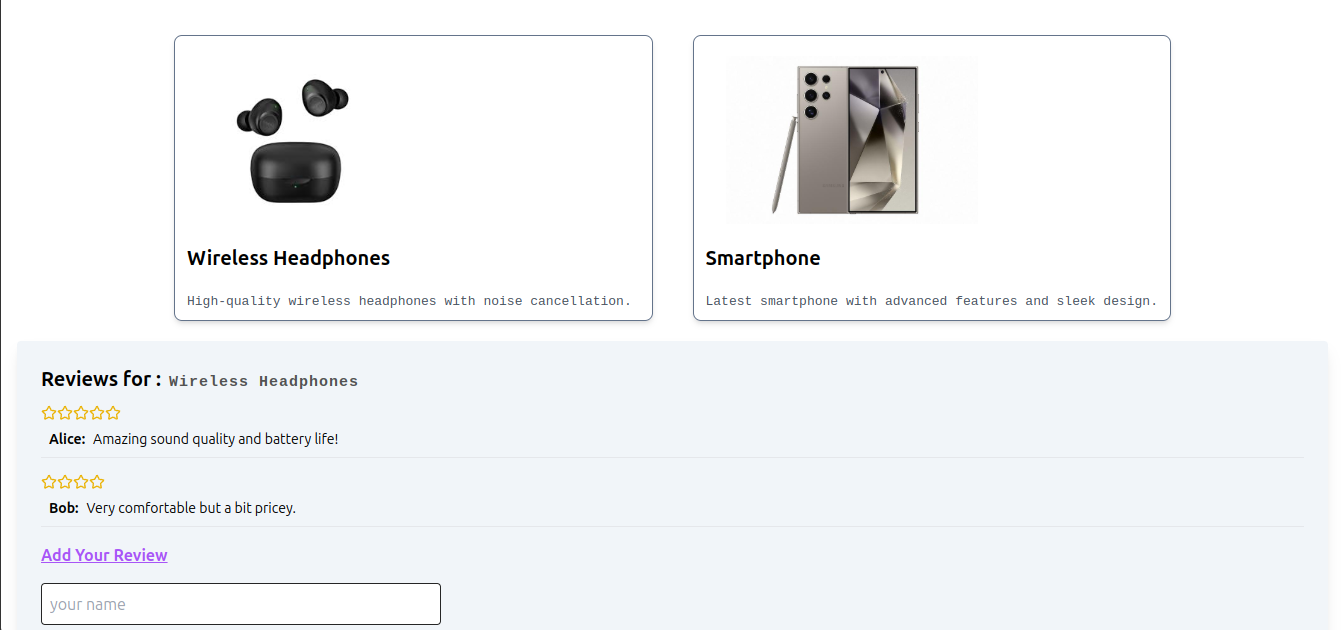 Wireless Headphones
High-quality wireless headphones with noise cancellation.
Smartphone
Latest smartphone with advanced features and sleek design.
Reviews for : Wireless Headphones
Alice: Amazing sound quality and battery life!
Bob: Very comfortable but a bit pricey.
Add Your Review
your name